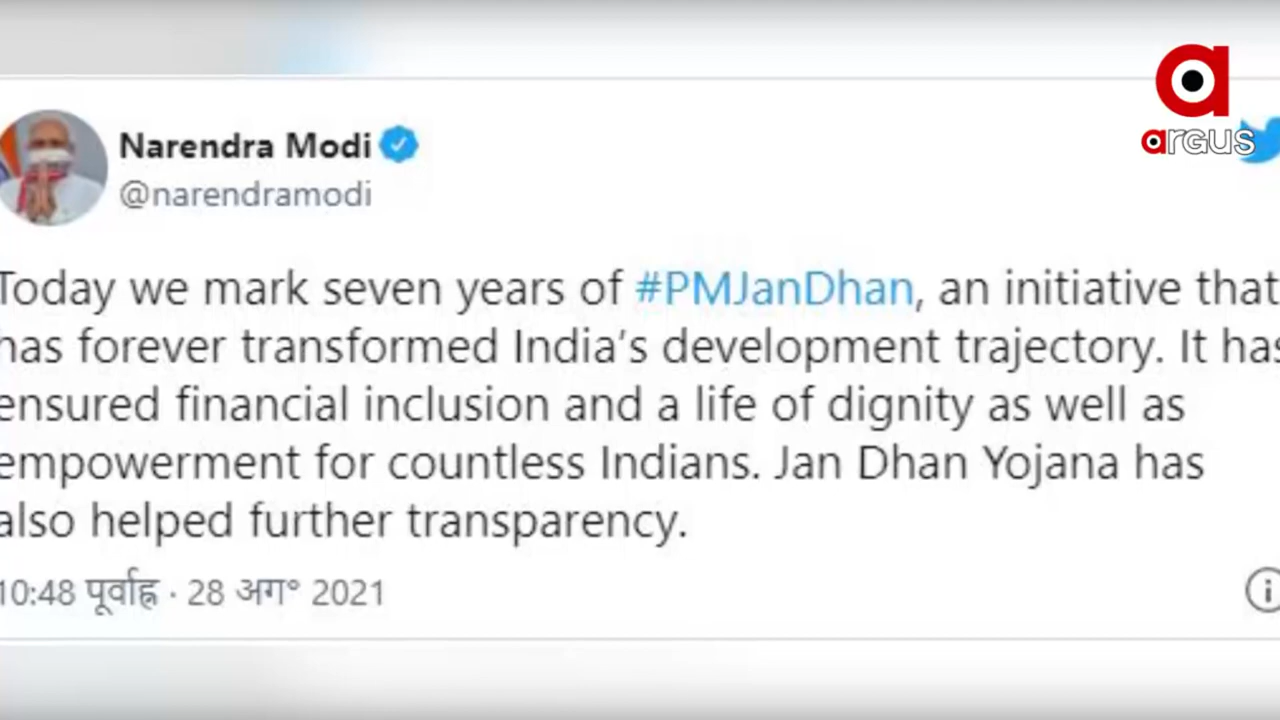 argus
Narendra Modi
@narendramodi
Today we mark seven years of #PMJanDhan, an initiative that
has forever transformed India's development trajectory. It has
ensured financial inclusion and a life of dignity as well as
empowerment for countless Indians. Jan Dhan Yojana has
also helped further transparency.
10:48 पूर्वाह्न · 28 अग॰ 2021